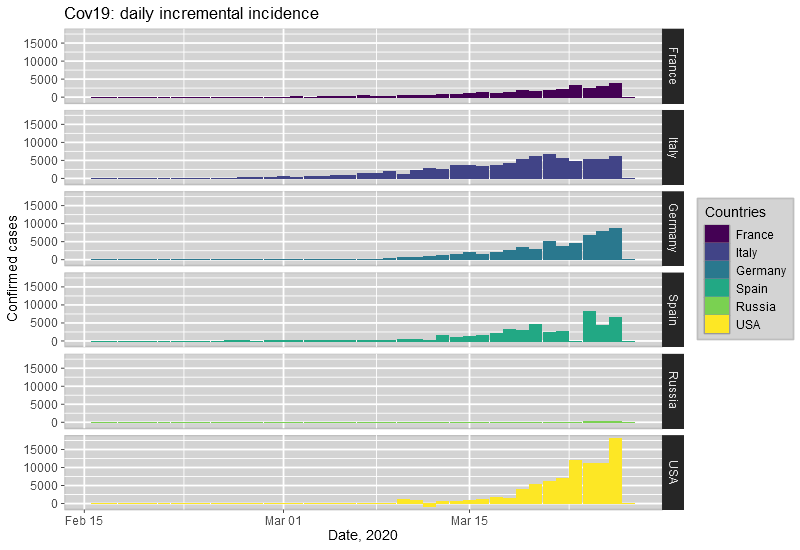 Cov19: daily incremental incidence
Confirmed cases
15000
10000
5000
0
France
15000
10000
5000
0
Italy
15000
10000
5000
0
Germany
15000
10000
5000
0
Spain
15000
10000
5000
0
Russia
15000
10000
5000
0
USA
Feb 15
Mar 01
Mar 15
Date, 2020
Countries
France
Italy
Germany
Spain
Russia
USA